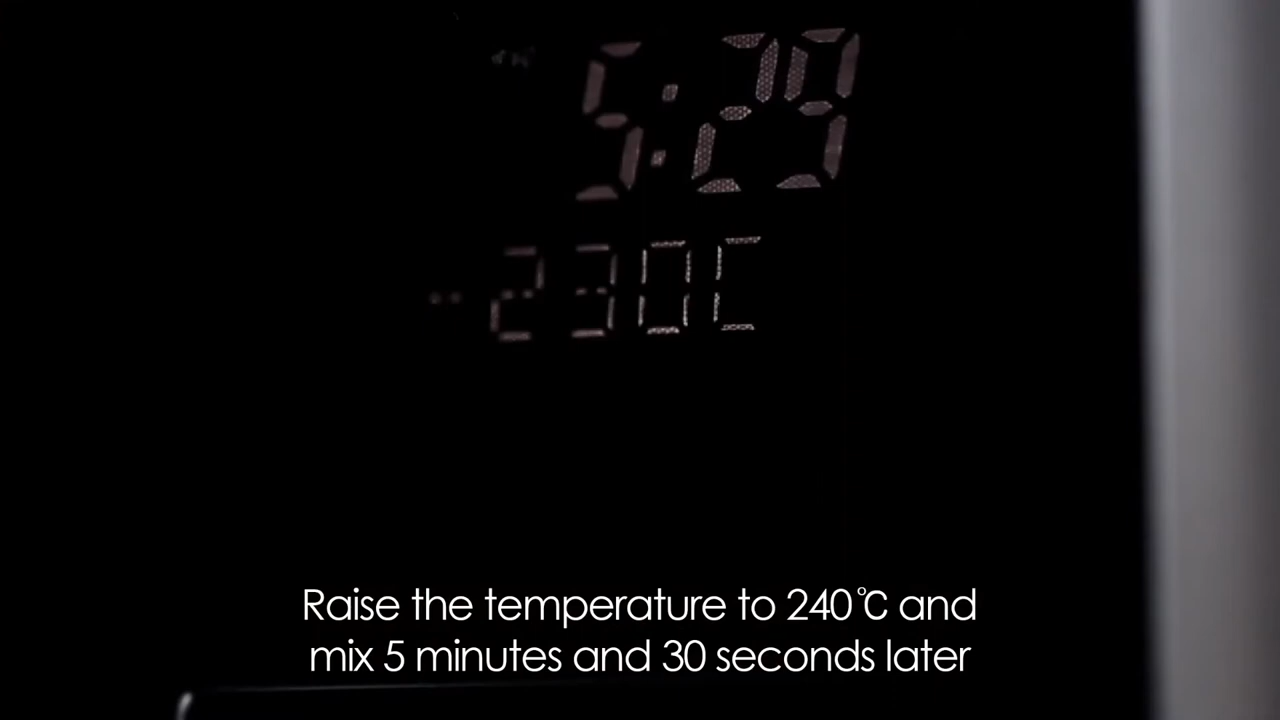 5:29
230C
Raise the temperature to 240℃ and
mix 5 minutes and 30 seconds later